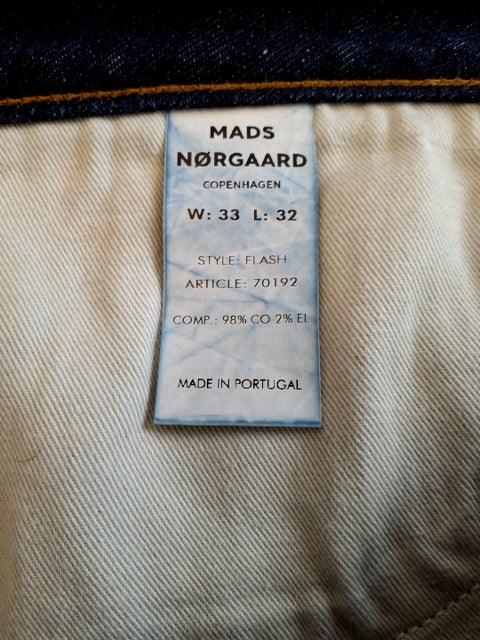 MADS
NØRGAARD
COPENHAGEN
W: 33 L: 32
STYLE: FLASH
ARTICLE: 70192
COMP.: 98% CO 2% EL
MADE IN PORTUGAL